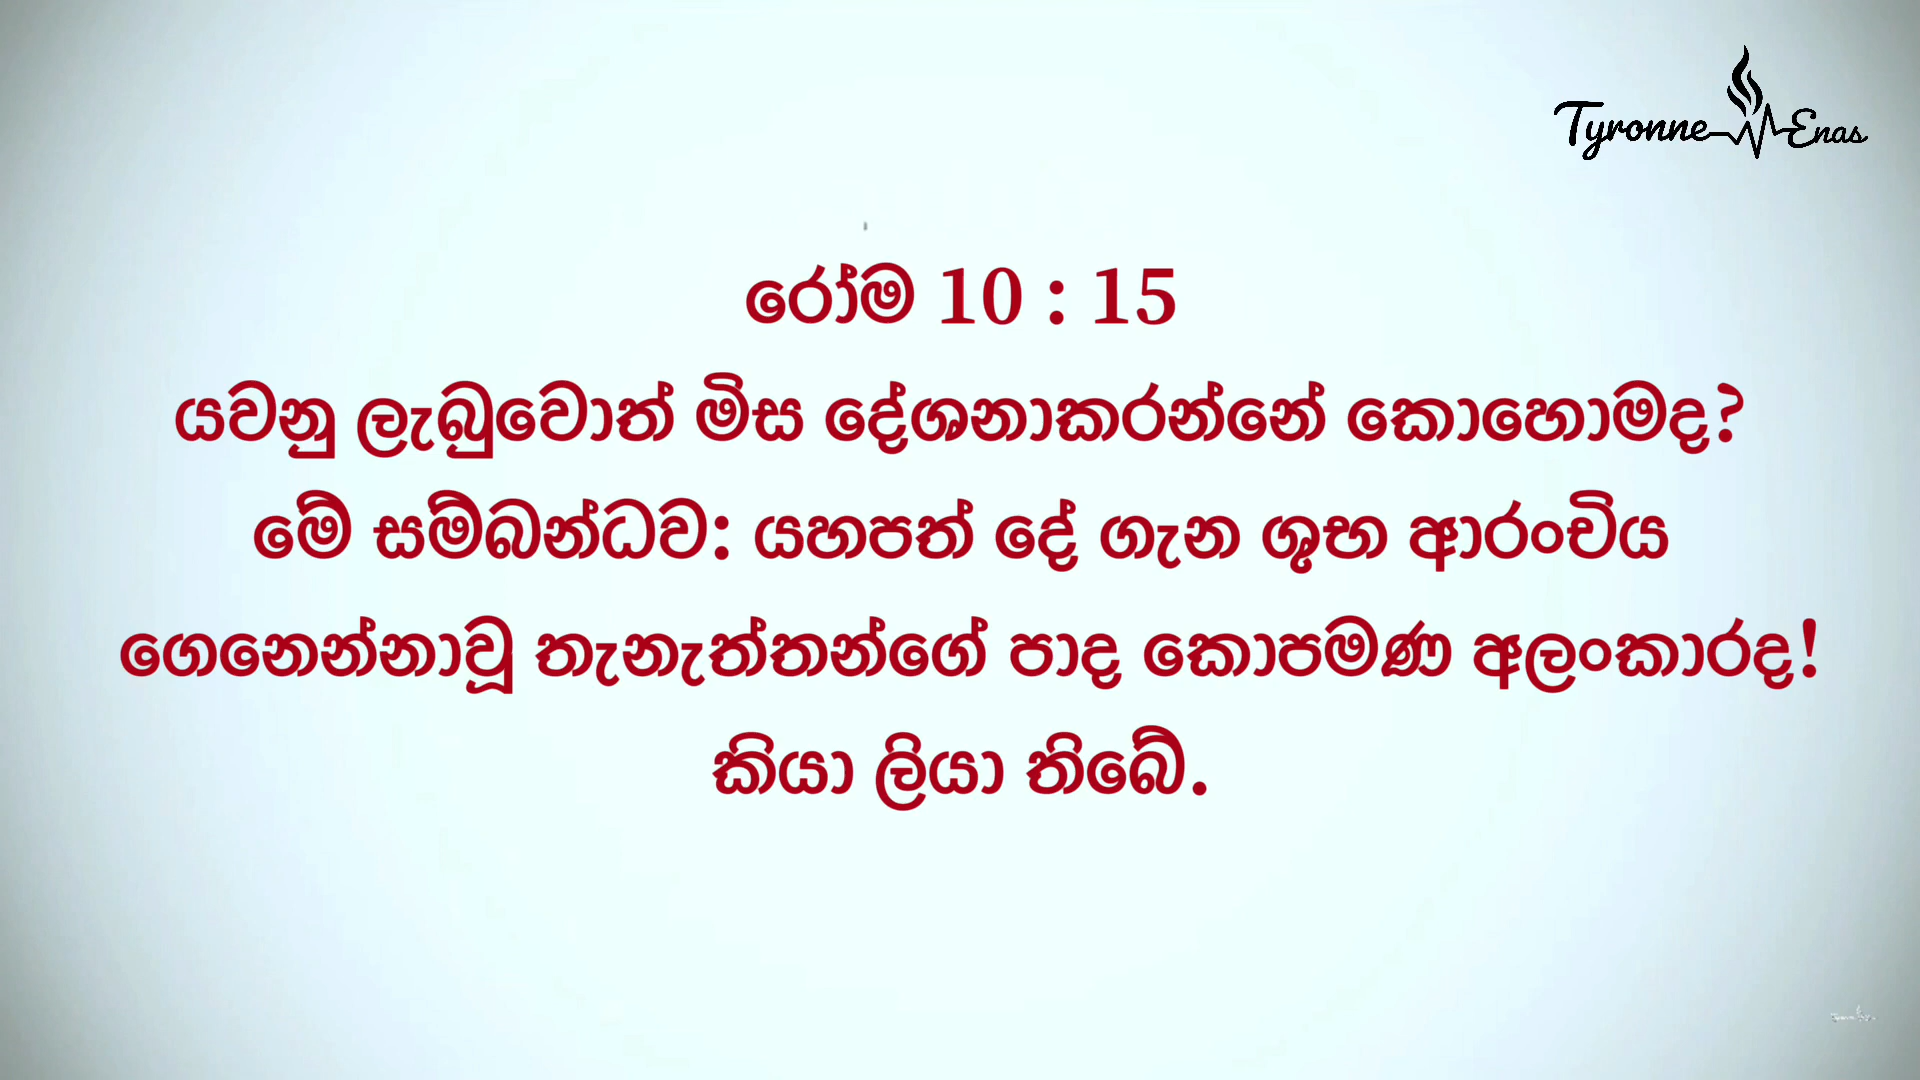 Tyronne Enas
රෝම 10 : 15
යවනු ලැබුවොත් මිස දේශනාකරන්නේ කොහොමද?
මේ සම්බන්ධව: යහපත් දේ ගැන ශුභ ආරංචිය
ගෙනෙන්නාවූ තැනැත්තන්ගේ පාද කොපමණ අලංකාරද!
කියා ලියා තිබේ.